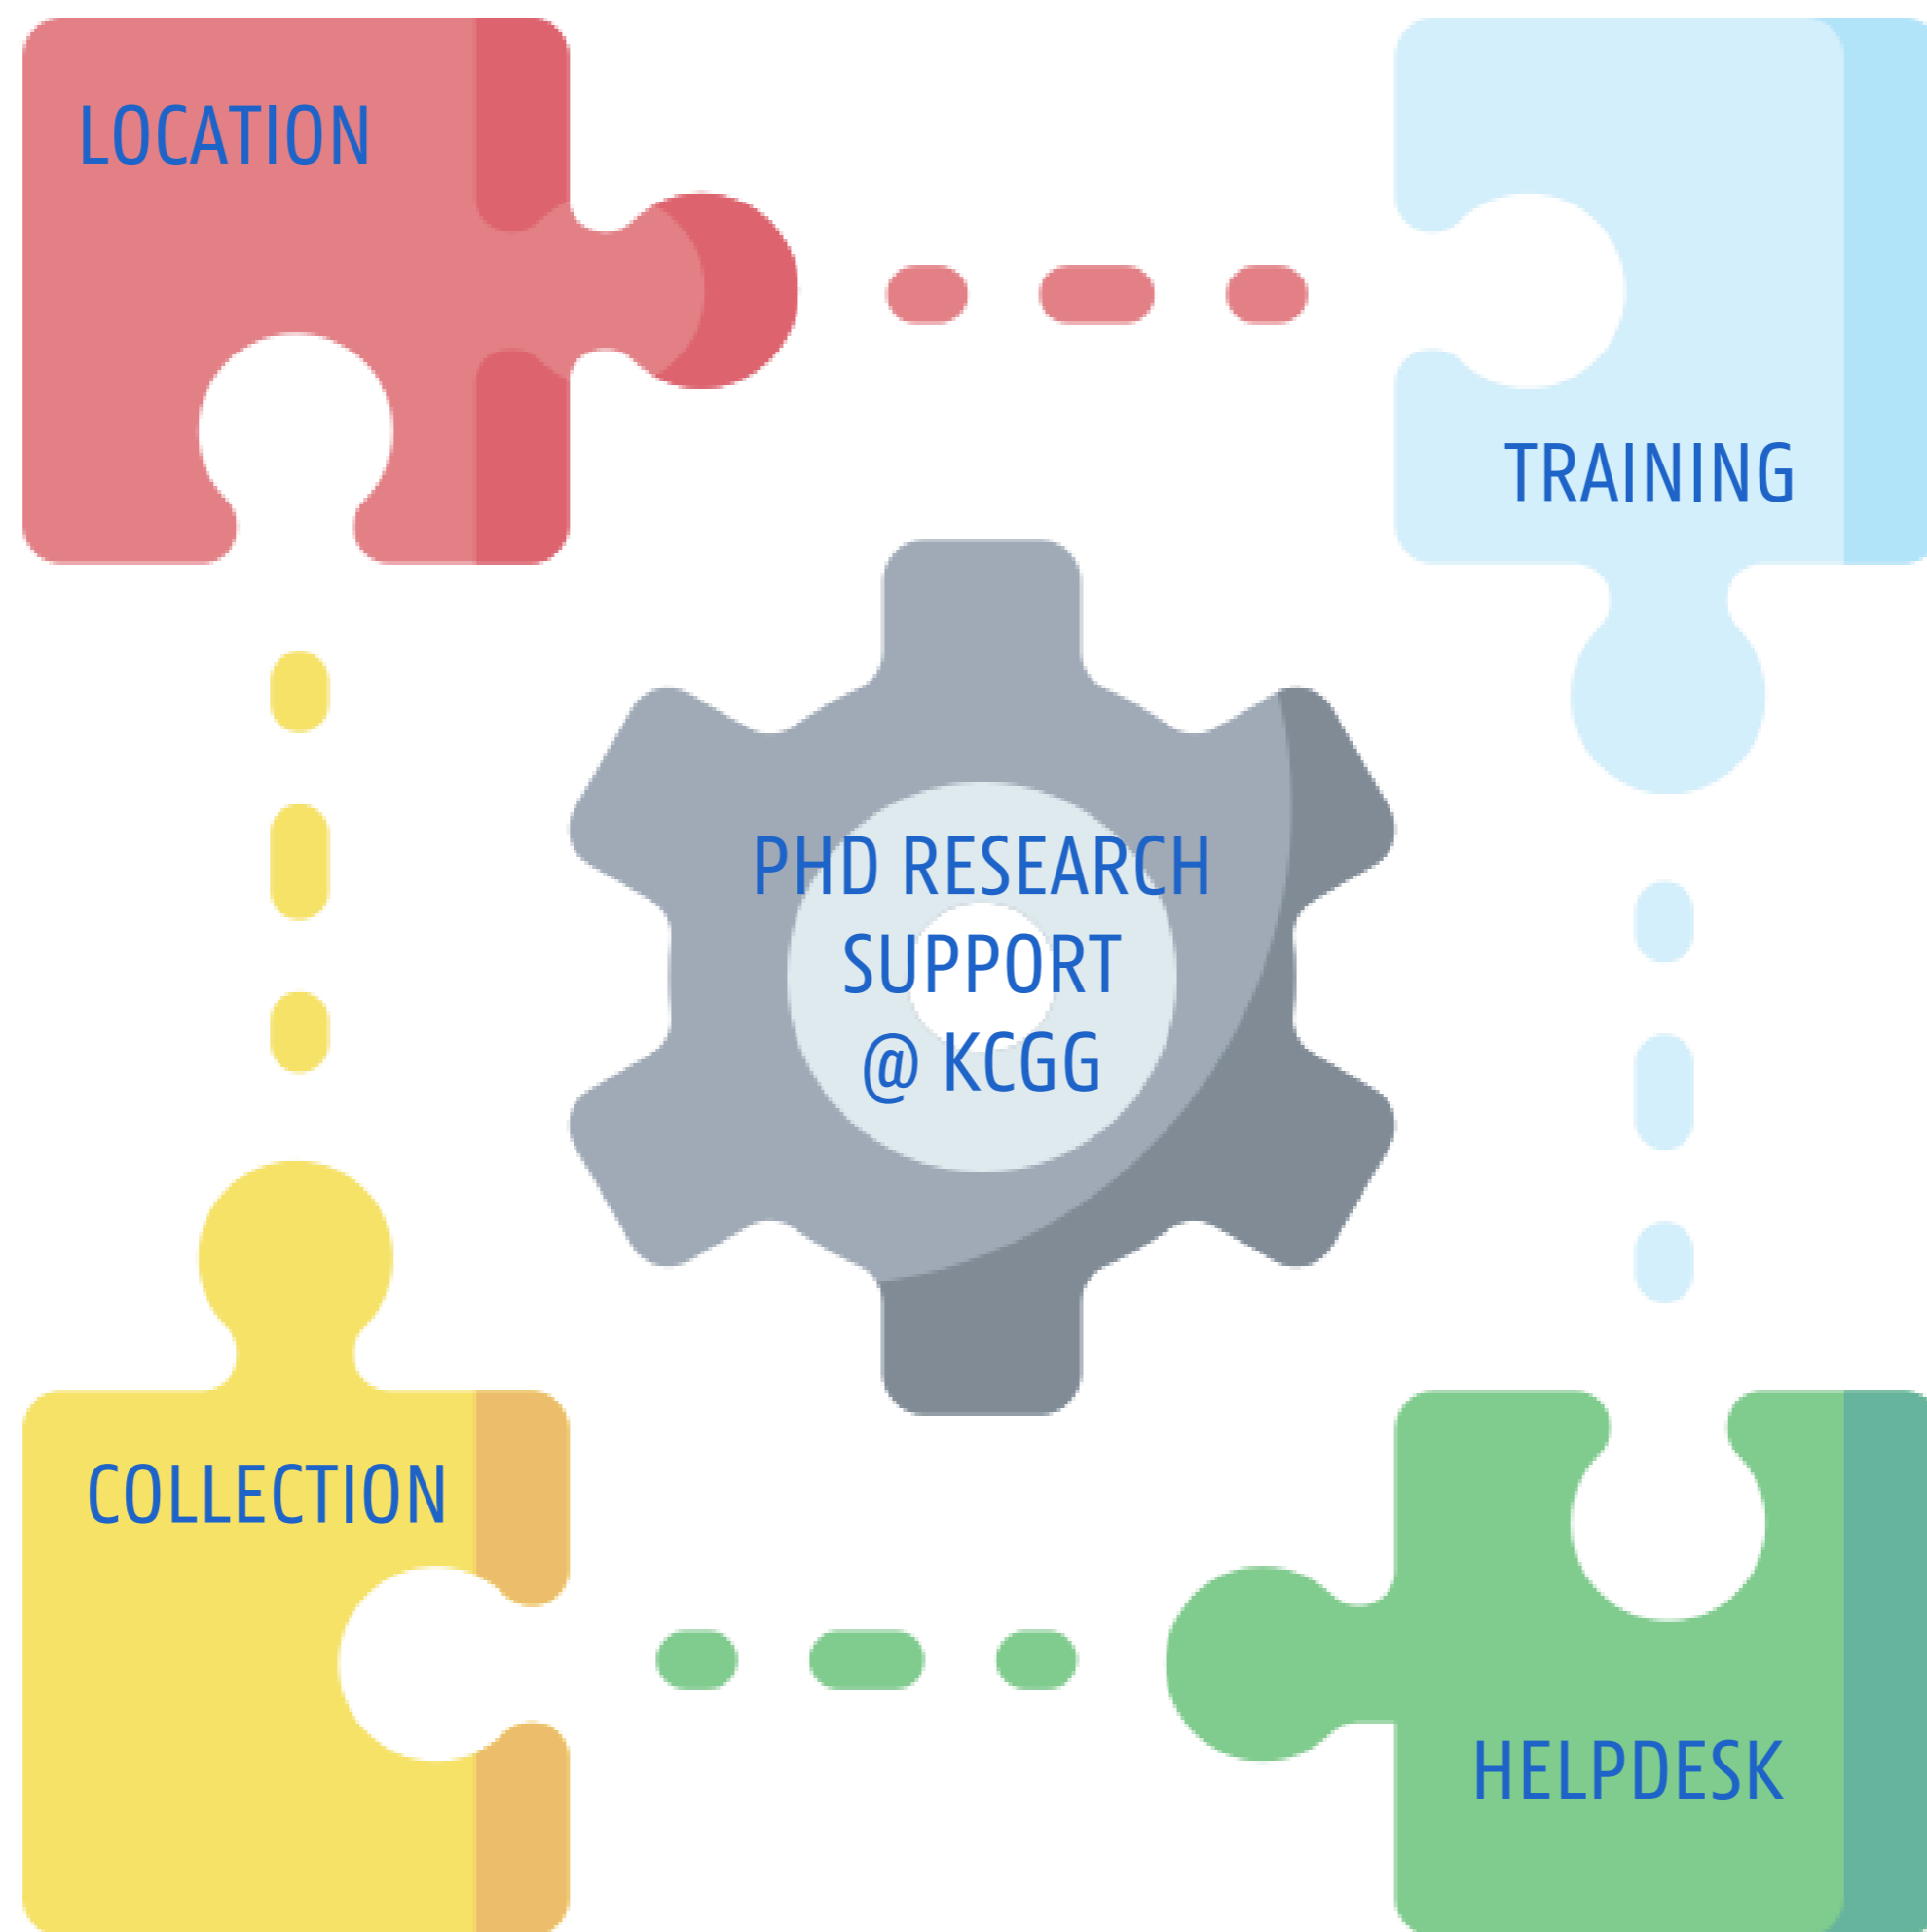 LOCATION
TRAINING
PHD RESEARCH
SUPPORT
@ KCGG
COLLECTION
HELPDESK